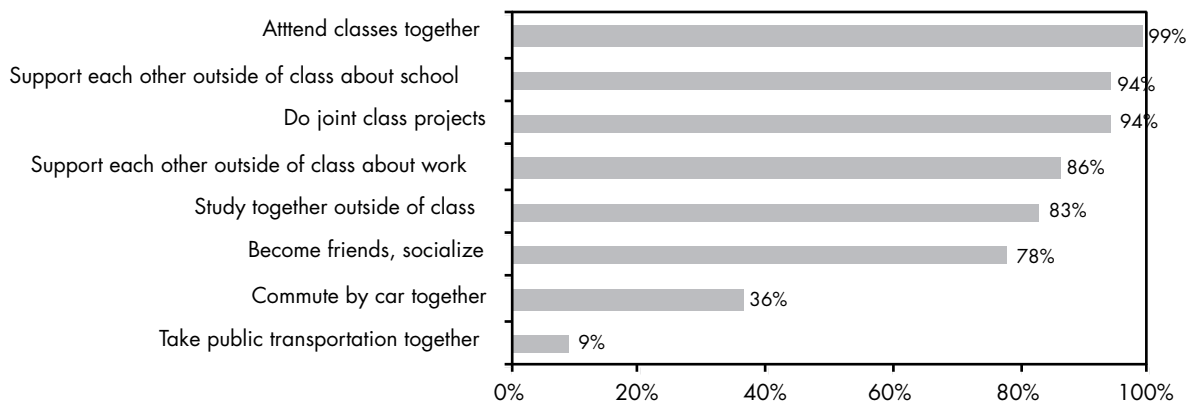 Atttend classes together 99%
Support each other outside of class about school 94%
Do joint class projects 94%
Support each other outside of class about work 86%
Study together outside of class 83%
Become friends, socialize 78%
Commute by car together 36%
Take public transportation together 9%
0% 20% 40% 60% 80% 100%